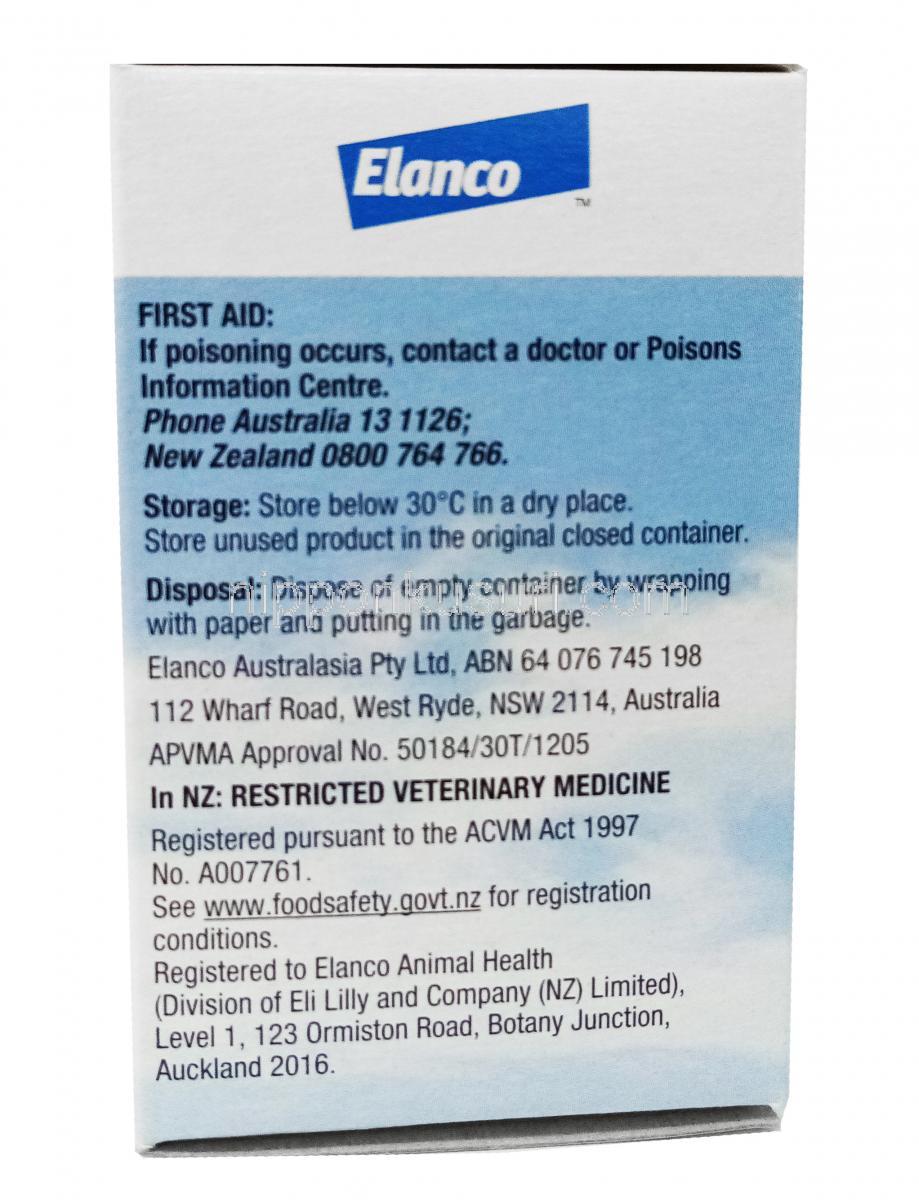 Elanco
TM
FIRST AID:
If poisoning occurs, contact a doctor or Poisons
Information Centre.
Phone Australia 13 1126;
New Zealand 0800 764 766.
Storage: Store below 30°C in a dry place.
Store unused product in the original closed container.
Disposal: Dispose of empty container by wrapping
with paper and putting in the garbage.
nipponkusuri.com
Elanco Australasia Pty Ltd, ABN 64 076 745 198
112 Wharf Road, West Ryde, NSW 2114, Australia
APVMA Approval No. 50184/30T/1205
In NZ: RESTRICTED VETERINARY MEDICINE
Registered pursuant to the ACVM Act 1997
No. A007761.
See www.foodsafety.govt.nz for registration
conditions.
Registered to Elanco Animal Health
(Division of Eli Lilly and Company (NZ) Limited),
Level 1, 123 Ormiston Road, Botany Junction,
Auckland 2016.